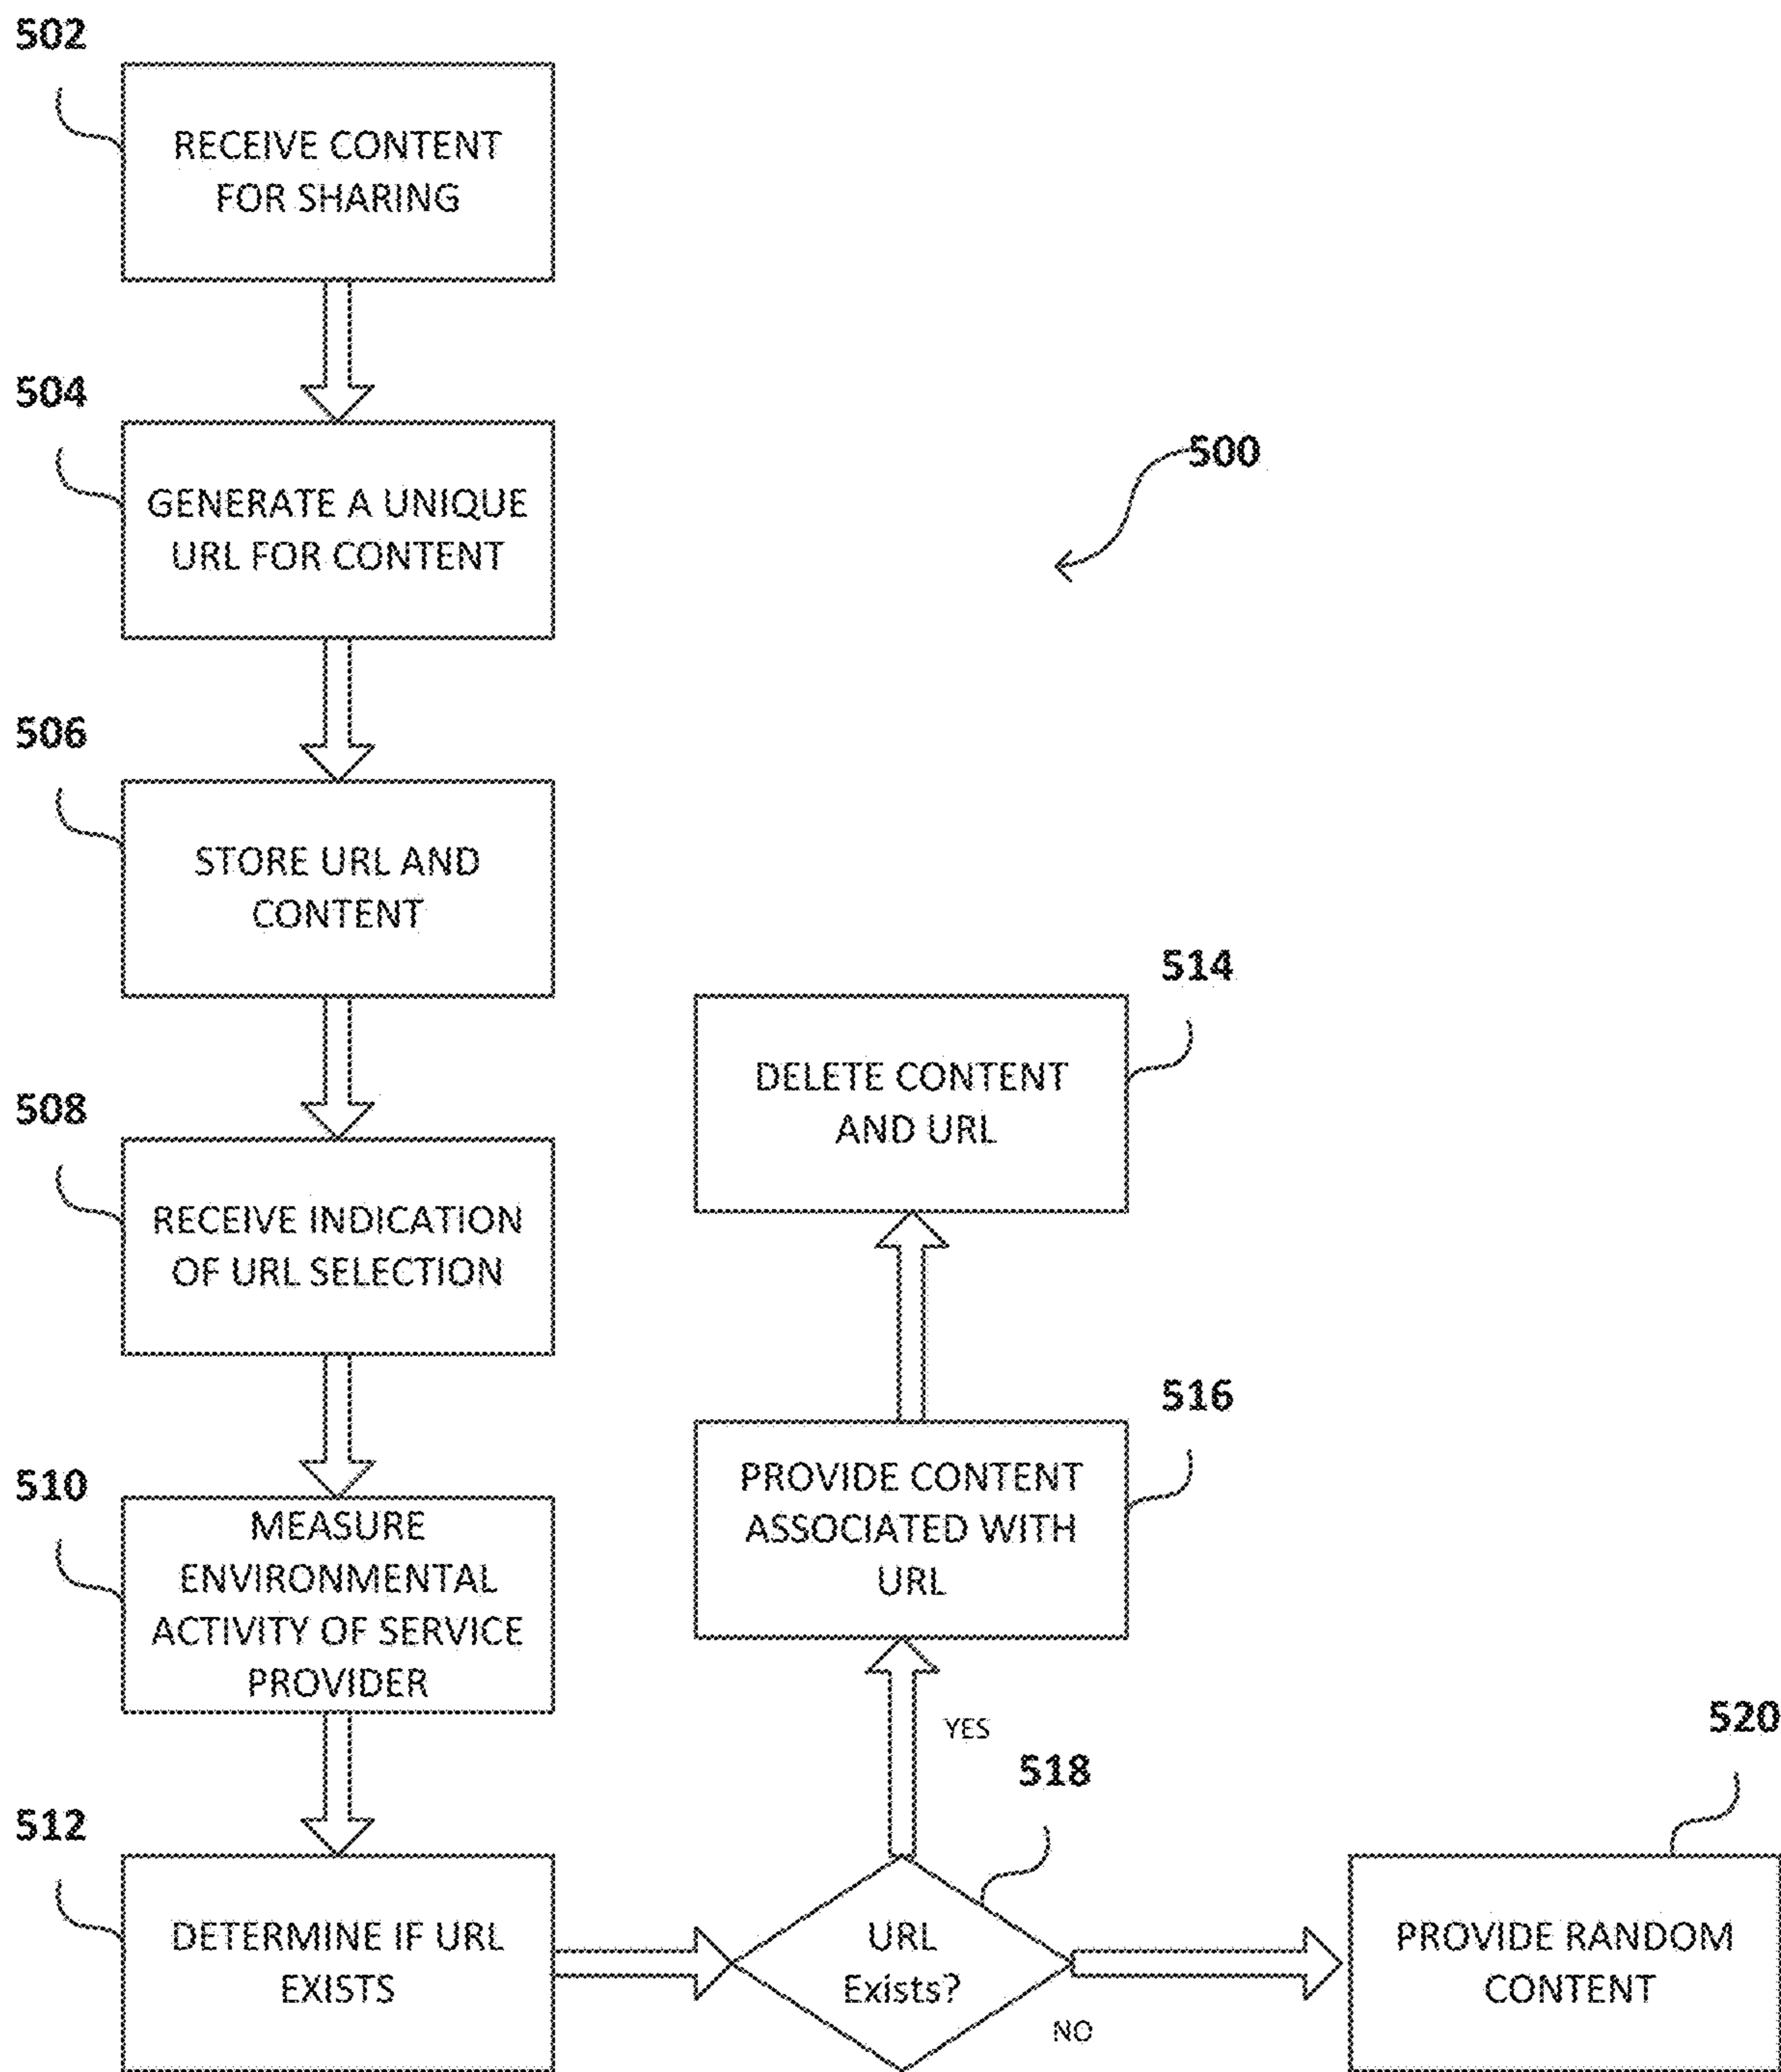 502
RECEIVE CONTENT
FOR SHARING
504
GENERATE A UNIQUE
URL FOR CONTENT
500
506
STORE URL AND
CONTENT
508
RECEIVE INDICATION
OF URL SELECTION
510
MEASURE
ENVIRONMENTAL
ACTIVITY OF SERVICE
PROVIDER
512
DETERMINE IF URL
EXISTS
514
DELETE CONTENT
AND URL
516
PROVIDE CONTENT
ASSOCIATED WITH
URL
YES
518
URL
Exists?
NO
520
PROVIDE RANDOM
CONTENT